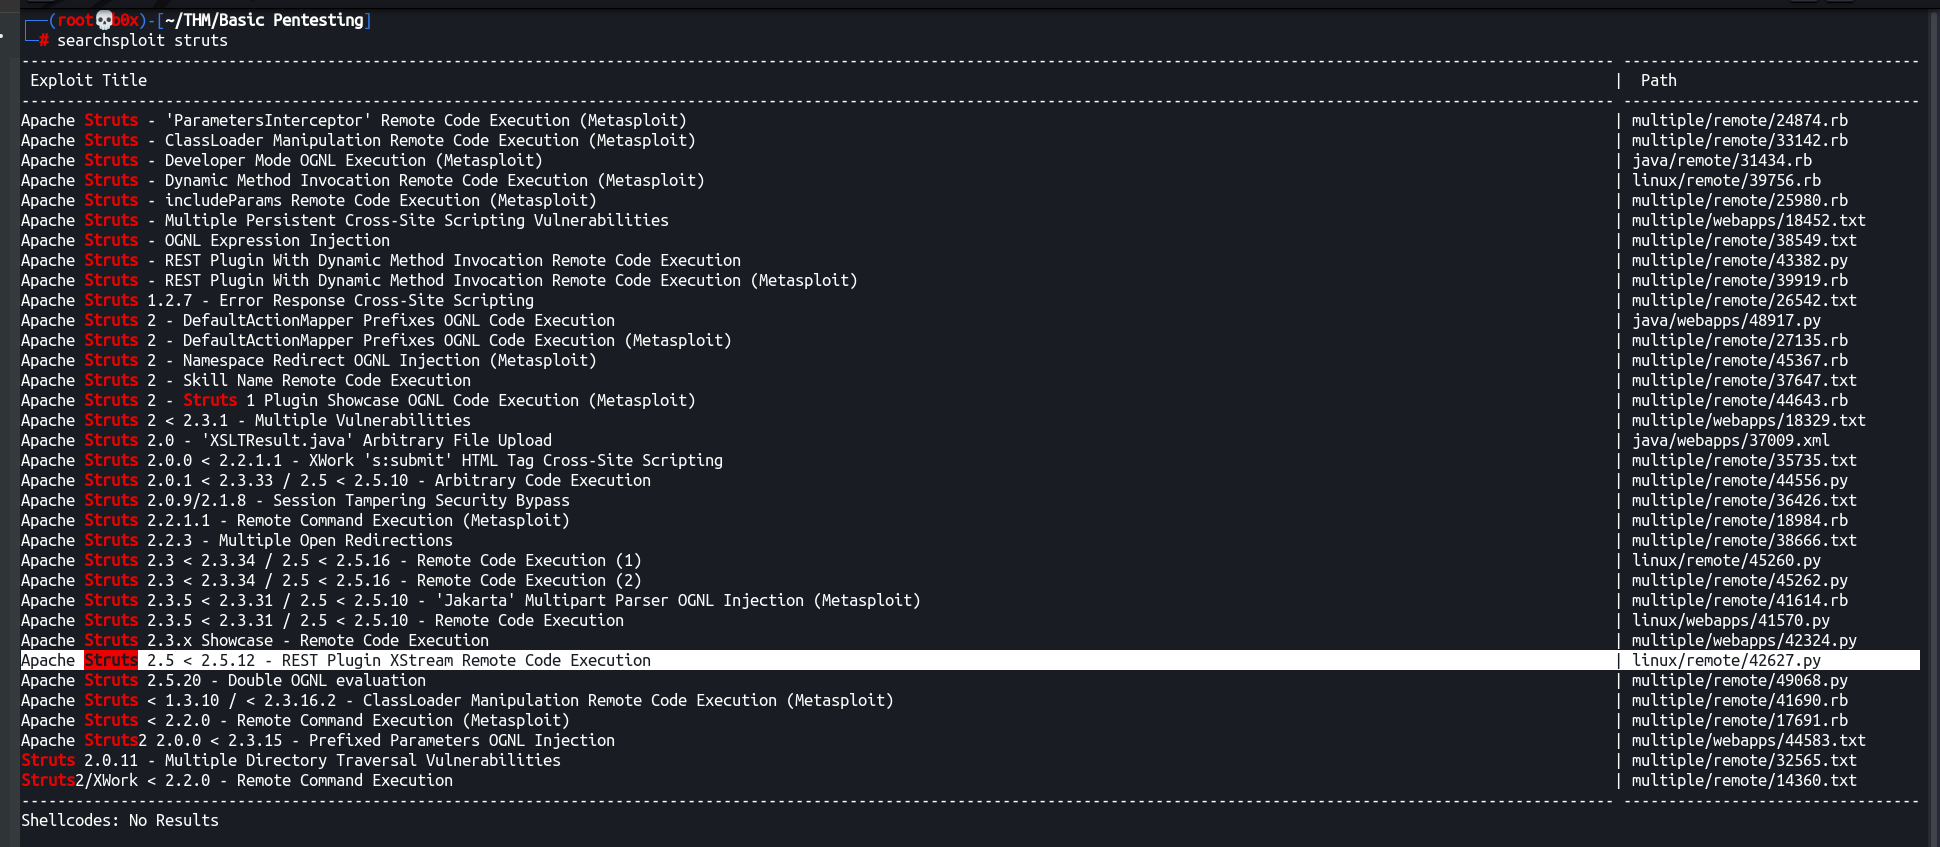 (root💀b0x)-[~/THM/Basic Pentesting]
# searchsploit struts
Exploit Title | Path
Apache Struts - 'ParametersInterceptor' Remote Code Execution (Metasploit) | multiple/remote/24874.rb
Apache Struts - ClassLoader Manipulation Remote Code Execution (Metasploit) | multiple/remote/33142.rb
Apache Struts - Developer Mode OGNL Execution (Metasploit) | java/remote/31434.rb
Apache Struts - Dynamic Method Invocation Remote Code Execution (Metasploit) | linux/remote/39756.rb
Apache Struts - includeParams Remote Code Execution (Metasploit) | multiple/remote/25980.rb
Apache Struts - Multiple Persistent Cross-Site Scripting Vulnerabilities | multiple/webapps/18452.txt
Apache Struts - OGNL Expression Injection | multiple/remote/38549.txt
Apache Struts - REST Plugin With Dynamic Method Invocation Remote Code Execution | multiple/remote/43382.py
Apache Struts - REST Plugin With Dynamic Method Invocation Remote Code Execution (Metasploit) | multiple/remote/39919.rb
Apache Struts 1.2.7 - Error Response Cross-Site Scripting | multiple/remote/26542.txt
Apache Struts 2 - DefaultActionMapper Prefixes OGNL Code Execution | java/webapps/48917.py
Apache Struts 2 - DefaultActionMapper Prefixes OGNL Code Execution (Metasploit) | multiple/remote/27135.rb
Apache Struts 2 - Namespace Redirect OGNL Injection (Metasploit) | multiple/remote/45367.rb
Apache Struts 2 - Skill Name Remote Code Execution | multiple/remote/37647.txt
Apache Struts 2 - Struts 1 Plugin Showcase OGNL Code Execution (Metasploit) | multiple/remote/44643.rb
Apache Struts 2 < 2.3.1 - Multiple Vulnerabilities | multiple/webapps/18329.txt
Apache Struts 2.0 - 'XSLTResult.java' Arbitrary File Upload | java/webapps/37009.xml
Apache Struts 2.0.0 < 2.2.1.1 - XWork 's:submit' HTML Tag Cross-Site Scripting | multiple/remote/35735.txt
Apache Struts 2.0.1 < 2.3.33 / 2.5 < 2.5.10 - Arbitrary Code Execution | multiple/remote/44556.py
Apache Struts 2.0.9/2.1.8 - Session Tampering Security Bypass | multiple/remote/36426.txt
Apache Struts 2.2.1.1 - Remote Command Execution (Metasploit) | multiple/remote/18984.rb
Apache Struts 2.2.3 - Multiple Open Redirections | multiple/remote/38666.txt
Apache Struts 2.3 < 2.3.34 / 2.5 < 2.5.16 - Remote Code Execution (1) | linux/remote/45260.py
Apache Struts 2.3 < 2.3.34 / 2.5 < 2.5.16 - Remote Code Execution (2) | multiple/remote/45262.py
Apache Struts 2.3.5 < 2.3.31 / 2.5 < 2.5.10 - 'Jakarta' Multipart Parser OGNL Injection (Metasploit) | multiple/remote/41614.rb
Apache Struts 2.3.5 < 2.3.31 / 2.5 < 2.5.10 - Remote Code Execution | linux/webapps/41570.py
Apache Struts 2.3.x Showcase - Remote Code Execution | multiple/webapps/42324.py
Apache Struts 2.5 < 2.5.12 - REST Plugin XStream Remote Code Execution | linux/remote/42627.py
Apache Struts 2.5.20 - Double OGNL evaluation | multiple/remote/49068.py
Apache Struts < 1.3.10 / < 2.3.16.2 - ClassLoader Manipulation Remote Code Execution (Metasploit) | multiple/remote/41690.rb
Apache Struts < 2.2.0 - Remote Command Execution (Metasploit) | multiple/remote/17691.rb
Apache Struts2 2.0.0 < 2.3.15 - Prefixed Parameters OGNL Injection | multiple/webapps/44583.txt
Struts 2.0.11 - Multiple Directory Traversal Vulnerabilities | multiple/remote/32565.txt
Struts2/XWork < 2.2.0 - Remote Command Execution | multiple/remote/14360.txt
Shellcodes: No Results